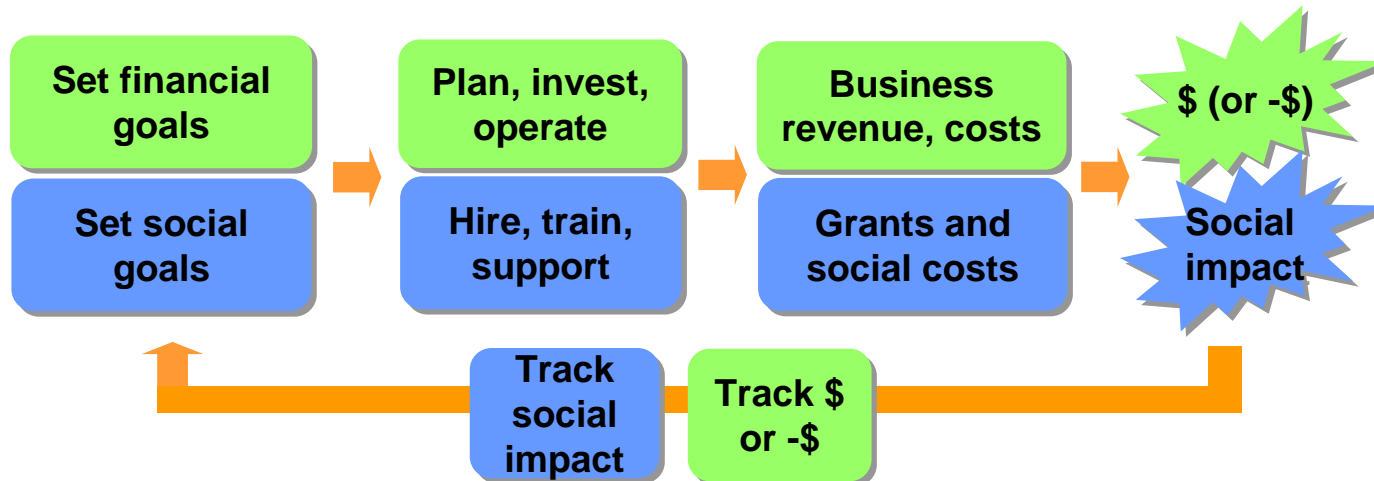 Set financial
goals
Set social
goals
Plan, invest,
operate
Hire, train,
support
Business
revenue, costs
Grants and
social costs
$ (or -$)
Social
impact
Track
social
impact
Track $
or -$